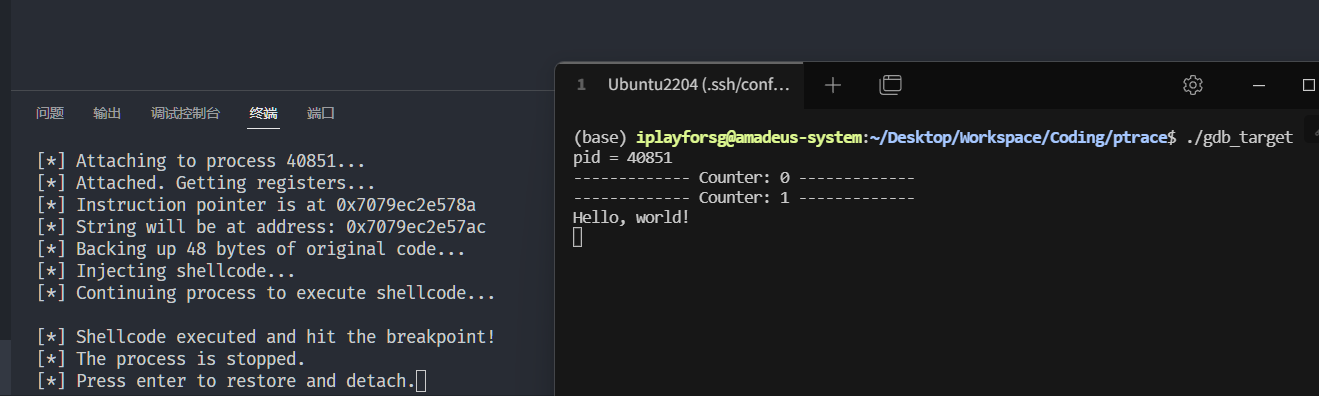 问题 输出 调试控制台 终端 端口
[*] Attaching to process 40851...
[*] Attached. Getting registers...
[*] Instruction pointer is at 0x7079ec2e578a
[*] String will be at address: 0x7079ec2e57ac
[*] Backing up 48 bytes of original code...
[*] Injecting shellcode...
[*] Continuing process to execute shellcode...
[*] Shellcode executed and hit the breakpoint!
[*] The process is stopped.
[*] Press enter to restore and detach.
1 Ubuntu2204 (.ssh/conf...
(base) iplayforsg@amadeus-system:~/Desktop/Workspace/Coding/ptrace$ ./gdb_target
pid = 40851
------------- Counter: 0 -------------
------------- Counter: 1 -------------
Hello, world!